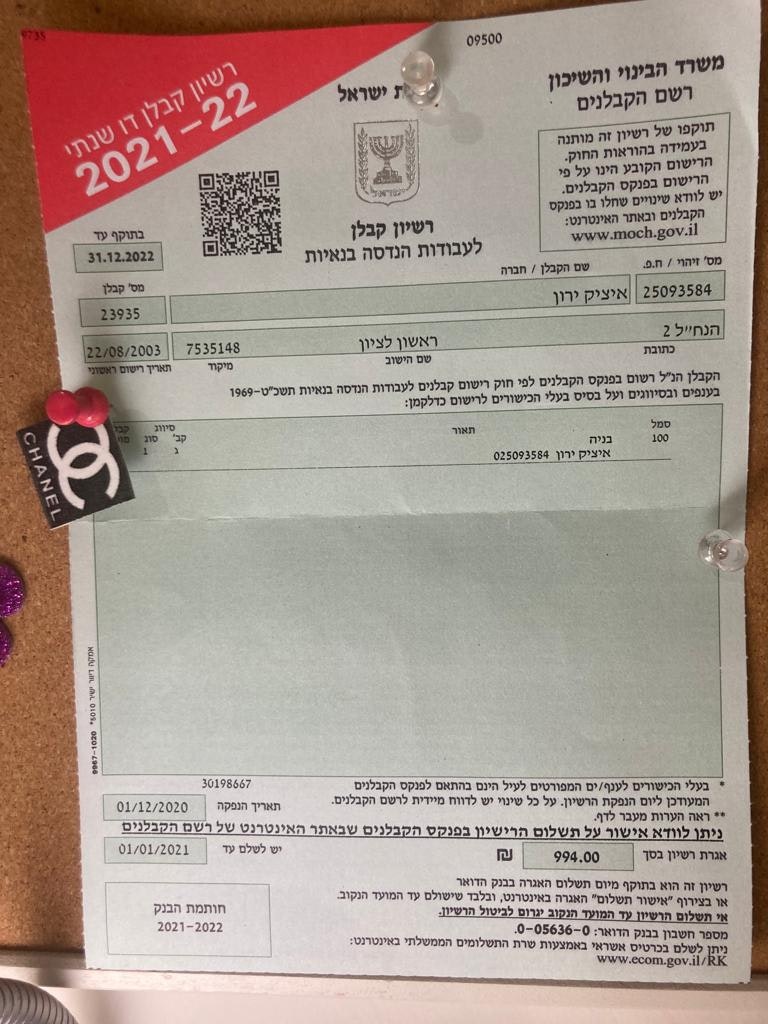 9735
09500
רשיון קבלן דו שנתי
2021-22
משרד הבינוי והשיכון
רשם הקבלנים
ישראל
תוקפו של רשיון זה מותנה
בעמידה בהוראות החוק.
הרישום הקובע הינו על פי
הרישום בפנקס הקבלנים.
יש לוודא שינויים שחלו בו בפנקס
הקבלנים ובאתר האינטרנט:
www.moch.gov.il
רשיון קבלן
לעבודות הנדסה בנאיות
בתוקף עד
31.12.2022
מס' זיהוי / ח.פ.
שם הקבלן / חברה
מס' קבלן
25093584
איציק ירון
23935
הנח"ל 2
ראשון לציון
7535148
22/08/2003
כתובת
שם הישוב
מיקוד
תאריך רישום ראשוני
הקבלן הנ"ל רשום בפנקס הקבלנים לפי חוק רישום קבלנים לעבודות הנדסה בנאיות תשכ"ט-1969
בענפים ובסיווגים ועל בסיס בעלי הכישורים לרישום כדלקמן:
סמל
תאור
סיווג
קב' סוג
100
בניה
ג 1
איציק ירון 025093584
CHANEL
9967-1020 אמקה דיוור ישיר 5010*
* בעלי הכישורים לענף/ים המפורטים לעיל הינם בהתאם לפנקס הקבלנים
המעודכן ליום הנפקת הרשיון. על כל שינוי יש לדווח מיידית לרשם הקבלנים.
** ראה הערות מעבר לדף.
30198667
תאריך הנפקה
01/12/2020
ניתן לוודא אישור על תשלום הרישיון בפנקס הקבלנים שבאתר האינטרנט של רשם הקבלנים
אגרת רשיון בסך
994.00
₪
יש לשלם עד
01/01/2021
רשיון זה הוא בתוקף מיום תשלום האגרה בבנק הדואר
או בצירוף "אישור תשלום" האגרה באינטרנט, ובלבד שישולם עד המועד הנקוב.
אי תשלום הרשיון עד המועד הנקוב יגרום לביטול הרשיון.
מספר חשבון בבנק הדואר: 0-05636-0.
ניתן לשלם בכרטיס אשראי באמצעות שרת התשלומים הממשלתי באינטרנט:
www.ecom.gov.il/RK
חותמת הבנק
2021-2022